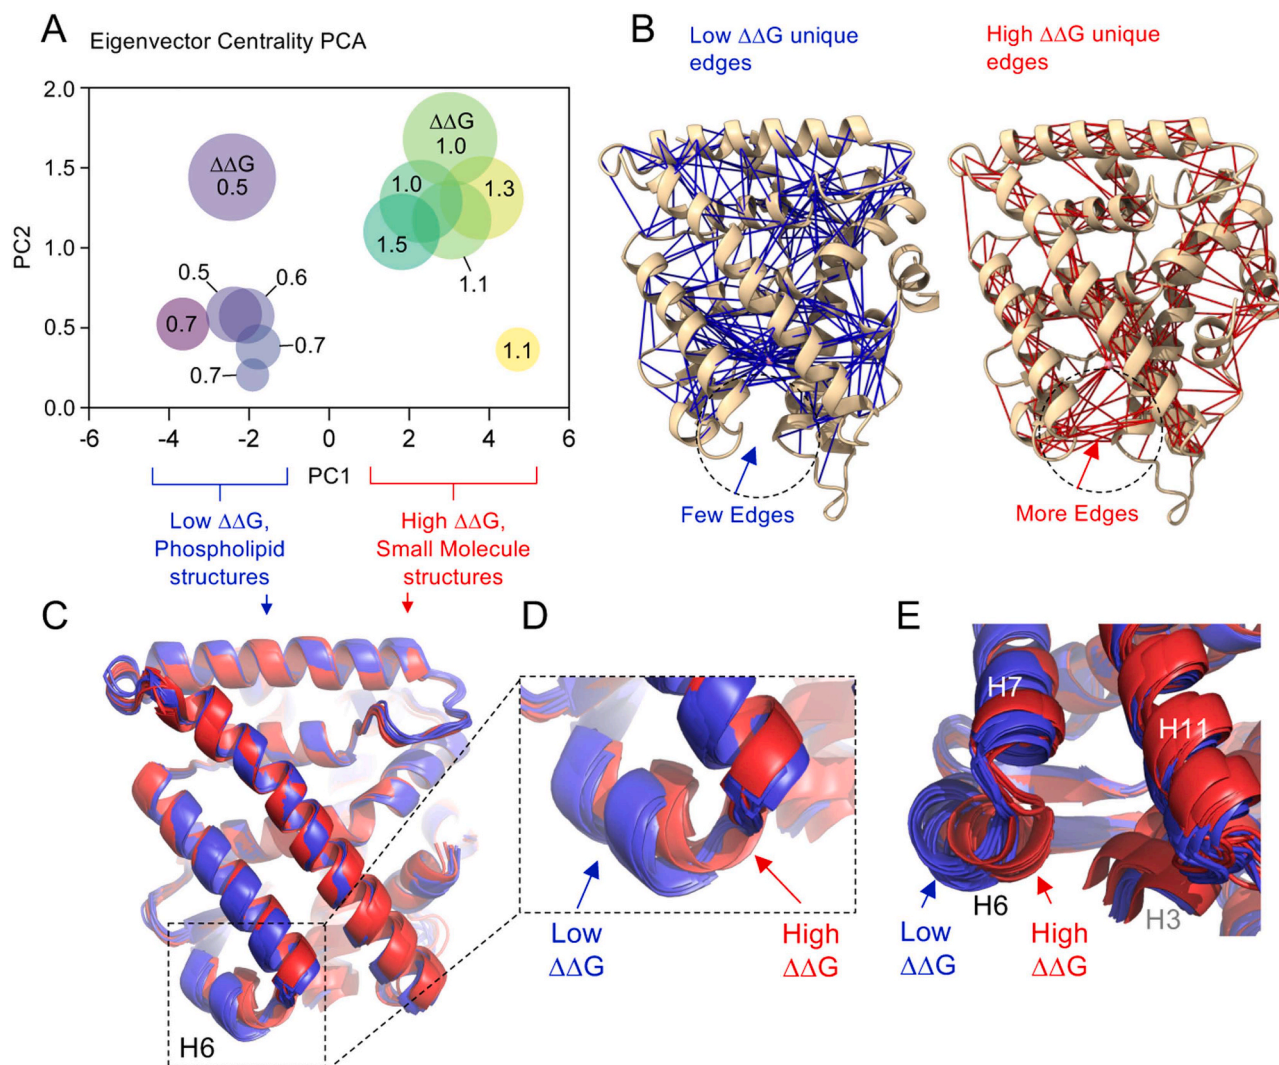 A
Eigenvector Centrality PCA
2.0
1.5
1.0
0.5
0.0
PC2
ΔΔG
0.5
ΔΔG
1.0
1.0
1.3
1.5
1.1
0.5
0.6
0.7
0.7
0.7
1.1
-6
-4
-2
0
2
4
6
PC1
Low ΔΔG,
Phospholipid
structures
High ΔΔG,
Small Molecule
structures
B
Low ΔΔG unique
edges
High ΔΔG unique
edges
Few Edges
More Edges
C
H6
D
Low
ΔΔG
High
ΔΔG
E
H7
H11
H6
H3
Low
ΔΔG
High
ΔΔG